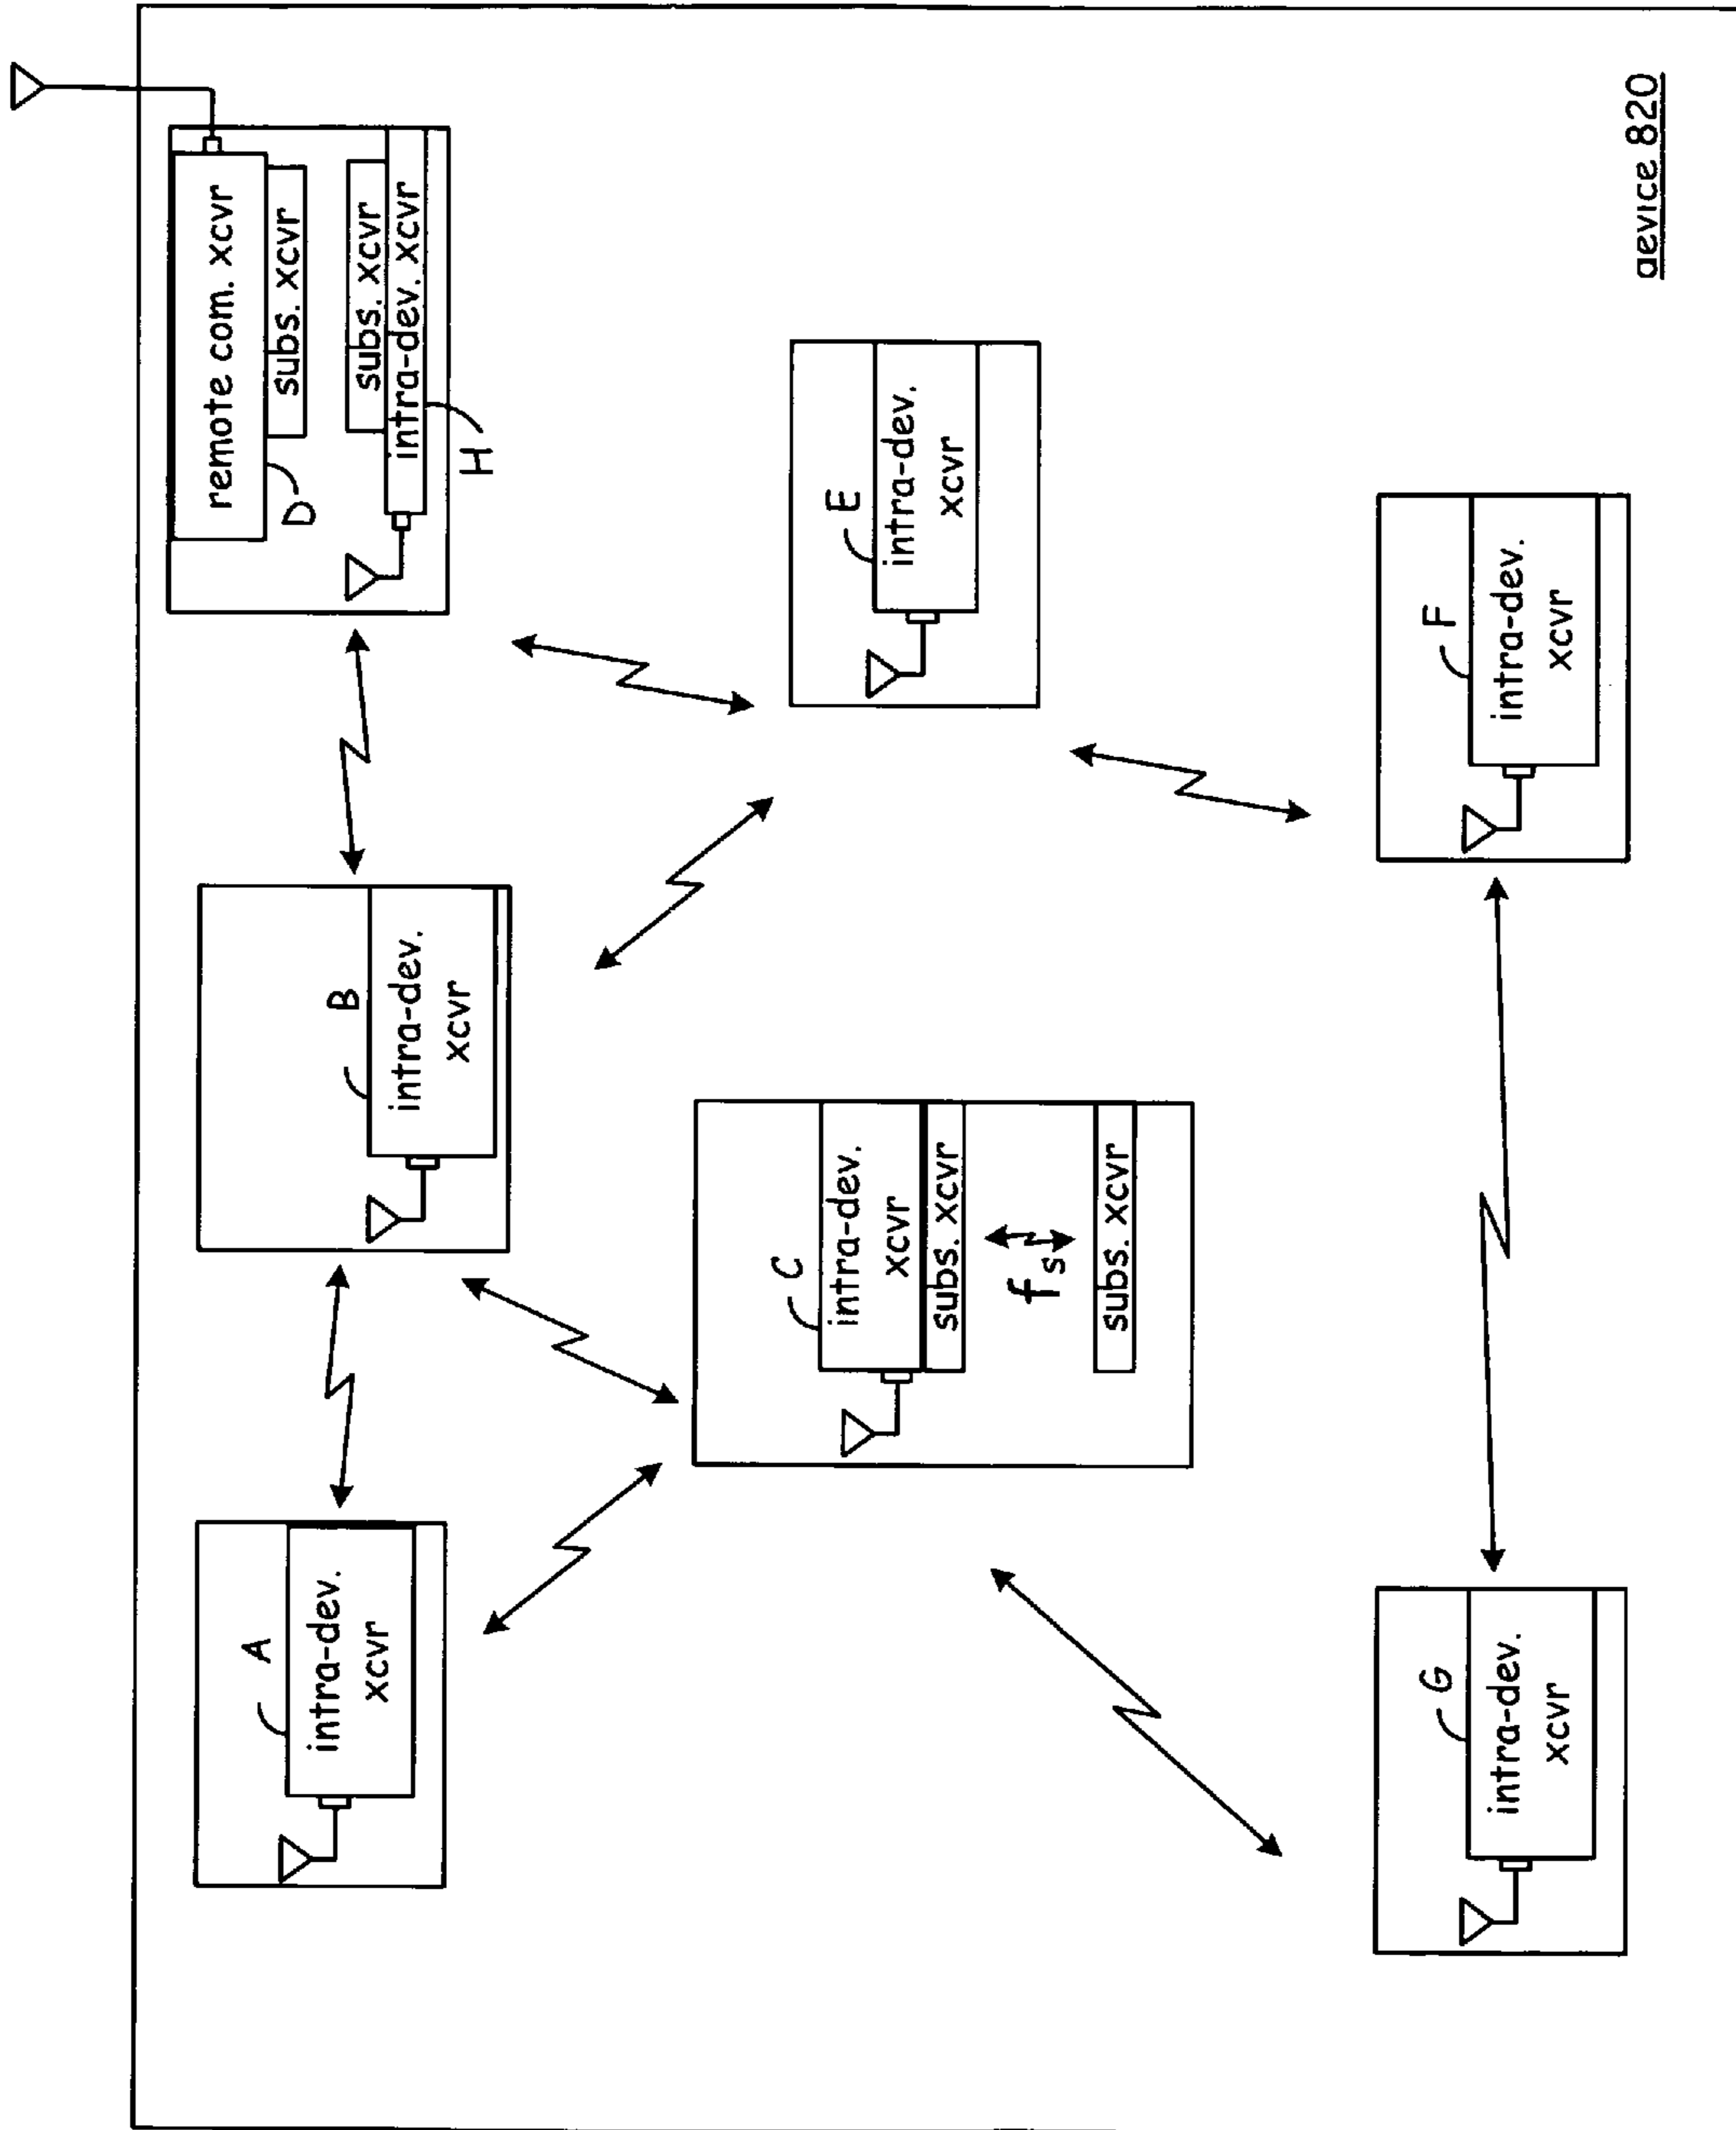 A
intra-dev.
xcvr
B
intra-dev.
xcvr
remote com. xcvr
subs. xcvr
D
subs. xcvr
intra-dev. xcvr
H
C
intra-dev.
xcvr
subs. xcvr
fs
subs. xcvr
E
intra-dev.
xcvr
G
intra-dev.
xcvr
F
intra-dev.
xcvr
device 820